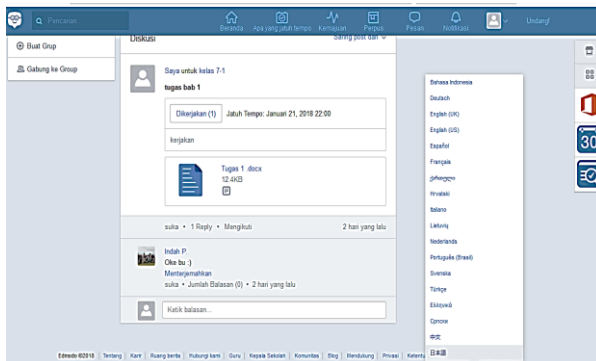 Pencarian
Beranda
Apa yang jatuh tempo
Kemajuan
Perpus
Pesan
Notifikasi
Undang!
Buat Grup
Gabung ke Group
Diskusi
Saring post dari
Saya untuk kelas 7-1
tugas bab 1
Dikerjakan (1) Jatuh Tempo: Januari 21, 2018 22:00
kerjakan
Tugas 1 .docx
12.4KB
suka • 1 Reply • Mengikuti 2 hari yang lalu
Indah P.
Oke bu :)
Menterjemahkan
suka • Jumlah Balasan (0) • 2 hari yang lalu
Ketik balasan...
Bahasa Indonesia
Deutsch
English (UK)
English (US)
Español
Français
ქართული
Hrvatski
Italiano
Lietuvių
Nederlands
Português (Brasil)
Svenska
Türkçe
Ελληνικά
Српски
中文
日本語
30
Edmodo ©2018 | Tentang | Karir | Ruang berita | Hubungi kami | Guru | Kepala Sekolah | Komunitas | Blog | Mendukung | Privasi | Ketentu